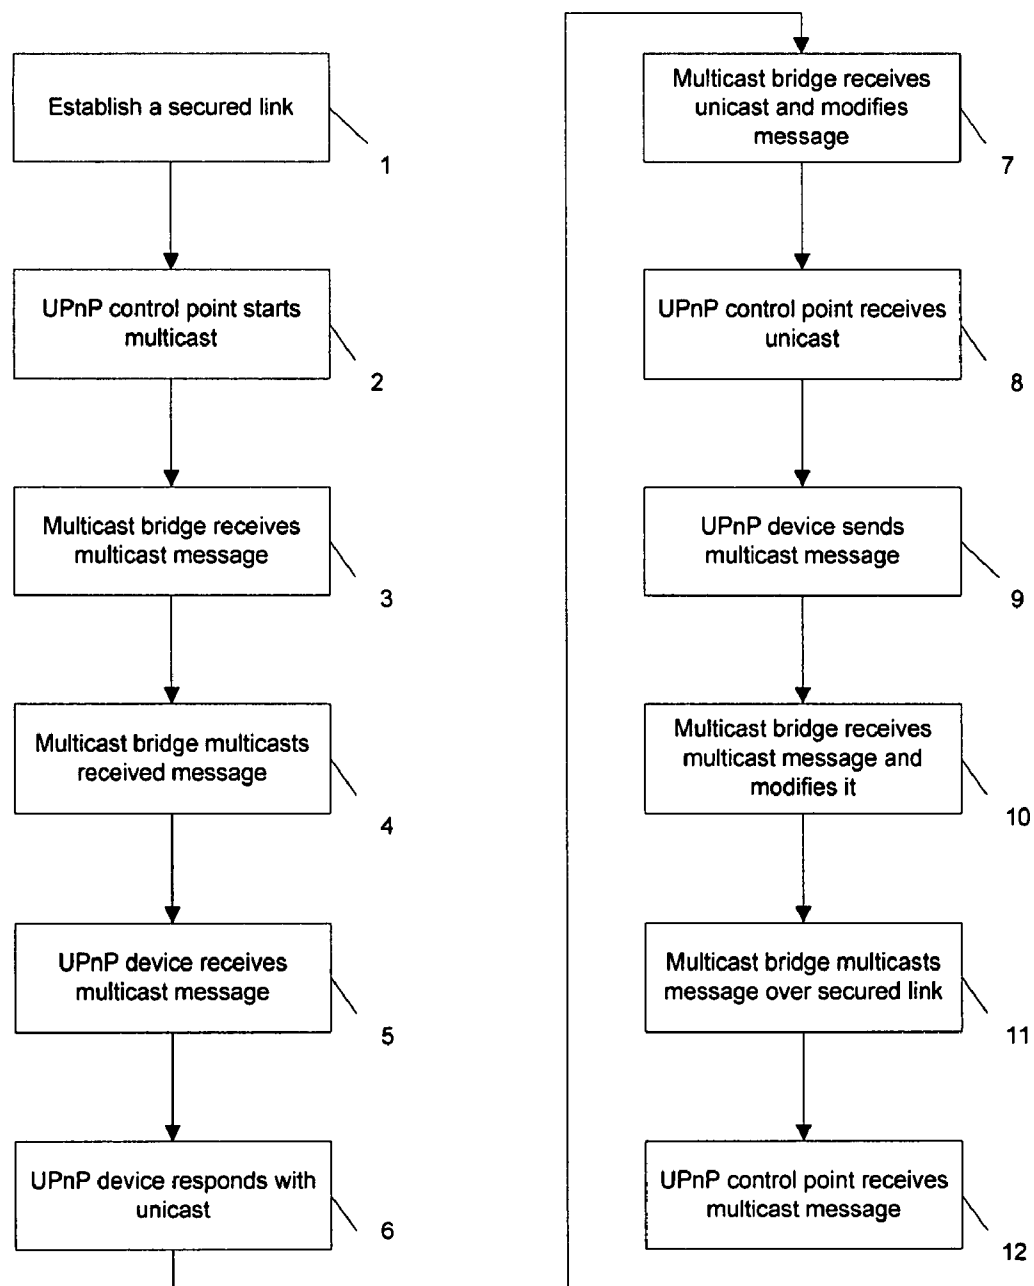 Establish a secured link
1
UPnP control point starts
multicast
2
Multicast bridge receives
multicast message
3
Multicast bridge multicasts
received message
4
UPnP device receives
multicast message
5
UPnP device responds with
unicast
6
Multicast bridge receives
unicast and modifies
message
7
UPnP control point receives
unicast
8
UPnP device sends
multicast message
9
Multicast bridge receives
multicast message and
modifies it
10
Multicast bridge multicasts
message over secured link
11
UPnP control point receives
multicast message
12